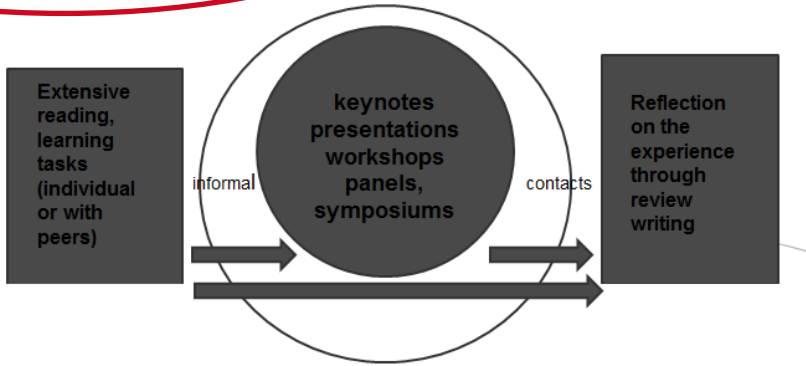 Extensive
reading,
learning
tasks
(individual
or with
peers)
informal
keynotes
presentations
workshops
panels,
symposiums
contacts
Reflection
on the
experience
through
review
writing